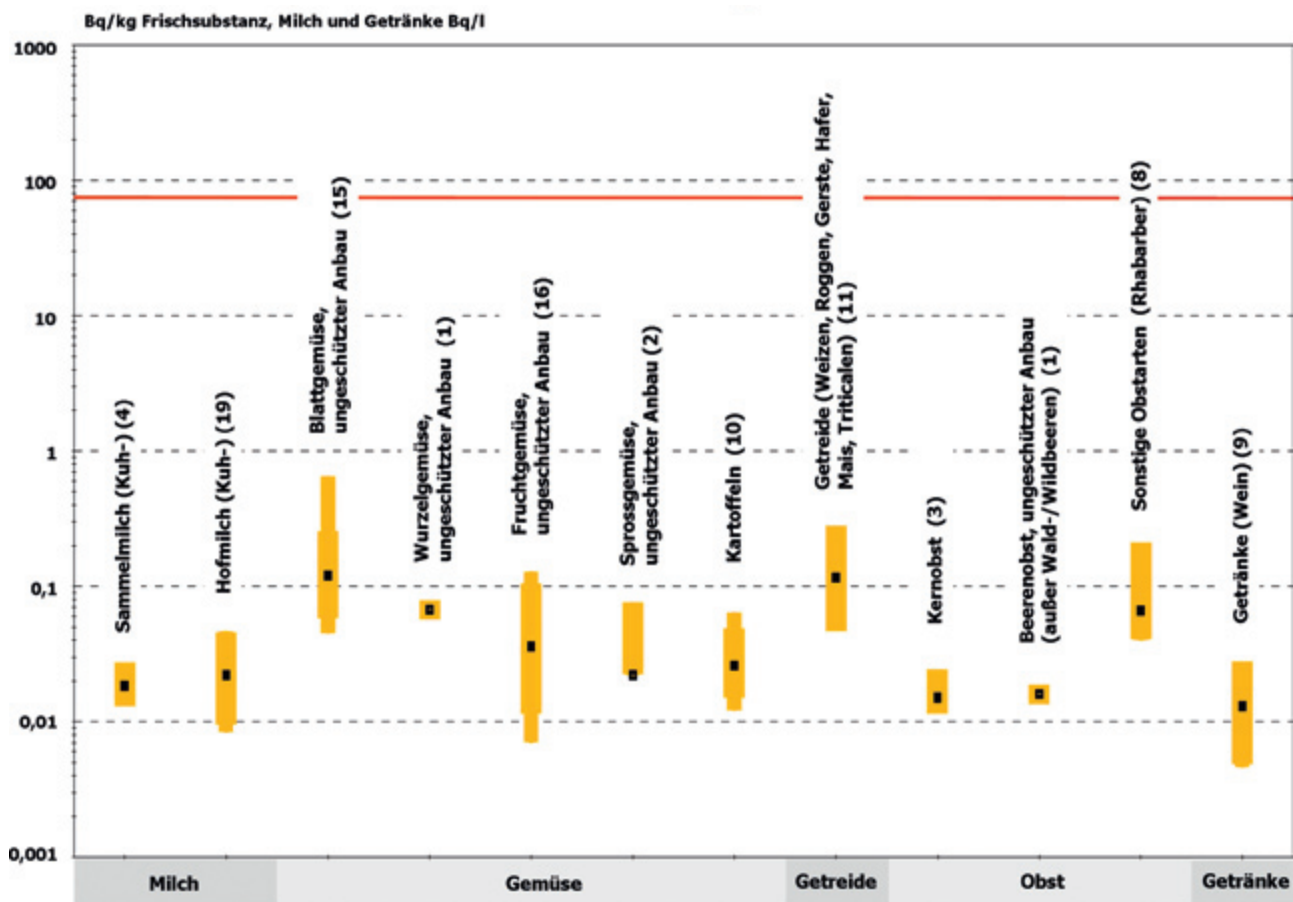 Bq/kg Frischsubstanz, Milch und Getränke Bq/l
1000
100
10
1
0,1
0,01
0,001
Sammelmilch (Kuh-) (4)
Hofmilch (Kuh-) (19)
Blattgemüse,
ungeschützter Anbau (15)
Wurzelgemüse,
ungeschützter Anbau (1)
Fruchtgemüse,
ungeschützter Anbau (16)
Sprossgemüse,
ungeschützter Anbau (2)
Kartoffeln (10)
Getreide (Weizen, Roggen, Gerste, Hafer,
Mais, Triticalen) (11)
Kernobst (3)
Beerenobst, ungeschützter Anbau
(außer Wald-/Wildbeeren) (1)
Sonstige Obstarten (Rhabarber) (8)
Getränke (Wein) (9)
Milch
Gemüse
Getreide
Obst
Getränke